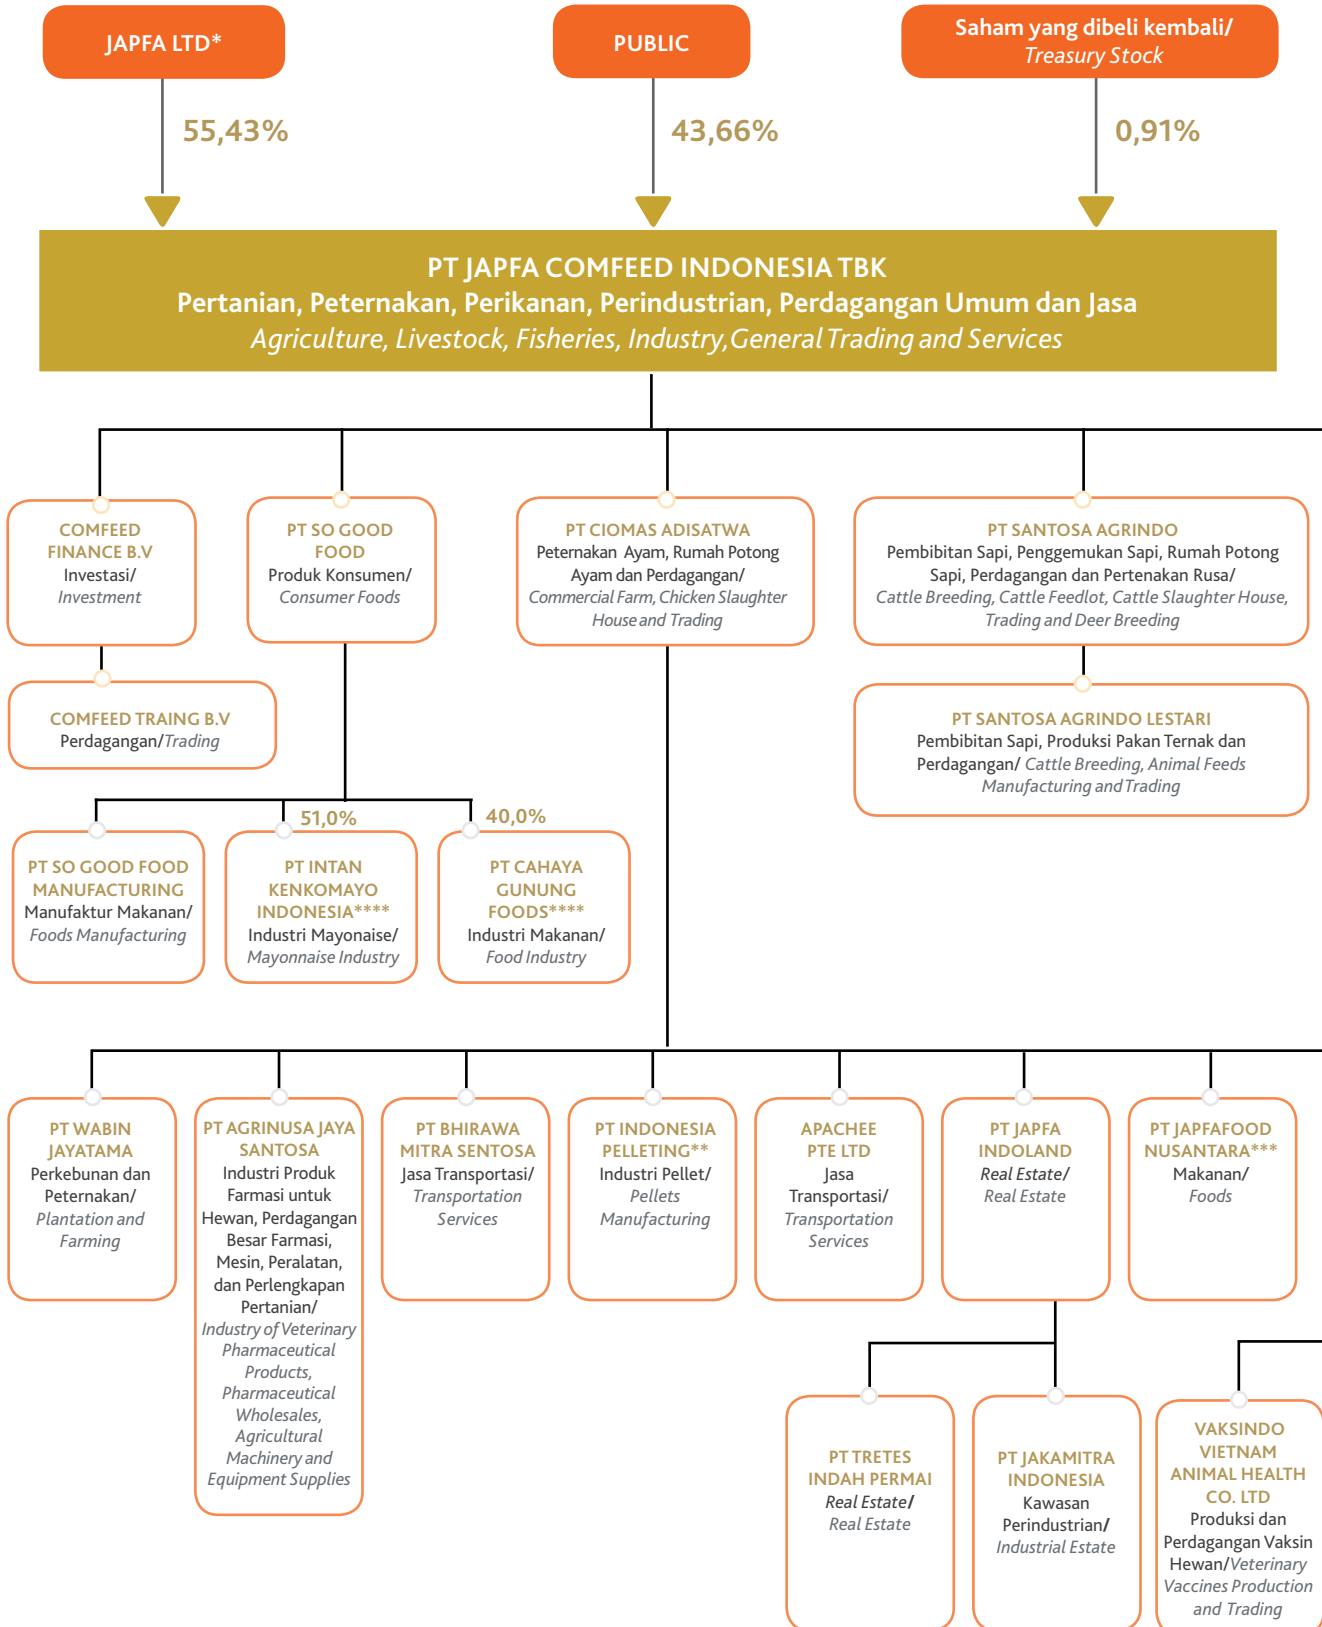 JAPFA LTD*
PUBLIC
Saham yang dibeli kembali/
Treasury Stock
55,43%
43,66%
0,91%
PT JAPFA COMFEED INDONESIA TBK
Pertanian, Peternakan, Perikanan, Perindustrian, Perdagangan Umum dan Jasa
Agriculture, Livestock, Fisheries, Industry, General Trading and Services
COMFEED
FINANCE B.V
Investasi/
Investment
PT SO GOOD
FOOD
Produk Konsumen/
Consumer Foods
PT CIOMAS ADISATWA
Peternakan Ayam, Rumah Potong
Ayam dan Perdagangan/
Commercial Farm, Chicken Slaughter
House and Trading
PT SANTOSA AGRINDO
Pembibitan Sapi, Penggemukan Sapi, Rumah Potong
Sapi, Perdagangan dan Pertenakan Rusa/
Cattle Breeding, Cattle Feedlot, Cattle Slaughter House,
Trading and Deer Breeding
COMFEED TRAING B.V
Perdagangan/Trading
PT SANTOSA AGRINDO LESTARI
Pembibitan Sapi, Produksi Pakan Ternak dan
Perdagangan/ Cattle Breeding, Animal Feeds
Manufacturing and Trading
51,0%
40,0%
PT SO GOOD FOOD
MANUFACTURING
Manufaktur Makanan/
Foods Manufacturing
PT INTAN
KENKOMAYO
INDONESIA****
Industri Mayonaise/
Mayonnaise Industry
PT CAHAYA
GUNUNG
FOODS****
Industri Makanan/
Food Industry
PT WABIN
JAYATAMA
Perkebunan dan
Peternakan/
Plantation and
Farming
PT AGRINUSA JAYA
SANTOSA
Industri Produk
Farmasi untuk
Hewan, Perdagangan
Besar Farmasi,
Mesin, Peralatan,
dan Perlengkapan
Pertanian/
Industry of Veterinary
Pharmaceutical
Products,
Pharmaceutical
Wholesales,
Agricultural
Machinery and
Equipment Supplies
PT BHIRAWA
MITRA SENTOSA
Jasa Transportasi/
Transportation
Services
PT INDONESIA
PELLETING**
Industri Pellet/
Pellets
Manufacturing
APACHEE
PTE LTD
Jasa
Transportasi/
Transportation
Services
PT JAPFA
INDOLAND
Real Estate/
Real Estate
PT JAPFAFOOD
NUSANTARA***
Makanan/
Foods
PT TRETES
INDAH PERMAI
Real Estate/
Real Estate
PT JAKAMITRA
INDONESIA
Kawasan
Perindustrian/
Industrial Estate
VAKSINDO
VIETNAM
ANIMAL HEALTH
CO. LTD
Produksi dan
Perdagangan Vaksin
Hewan/Veterinary
Vaccines Production
and Trading